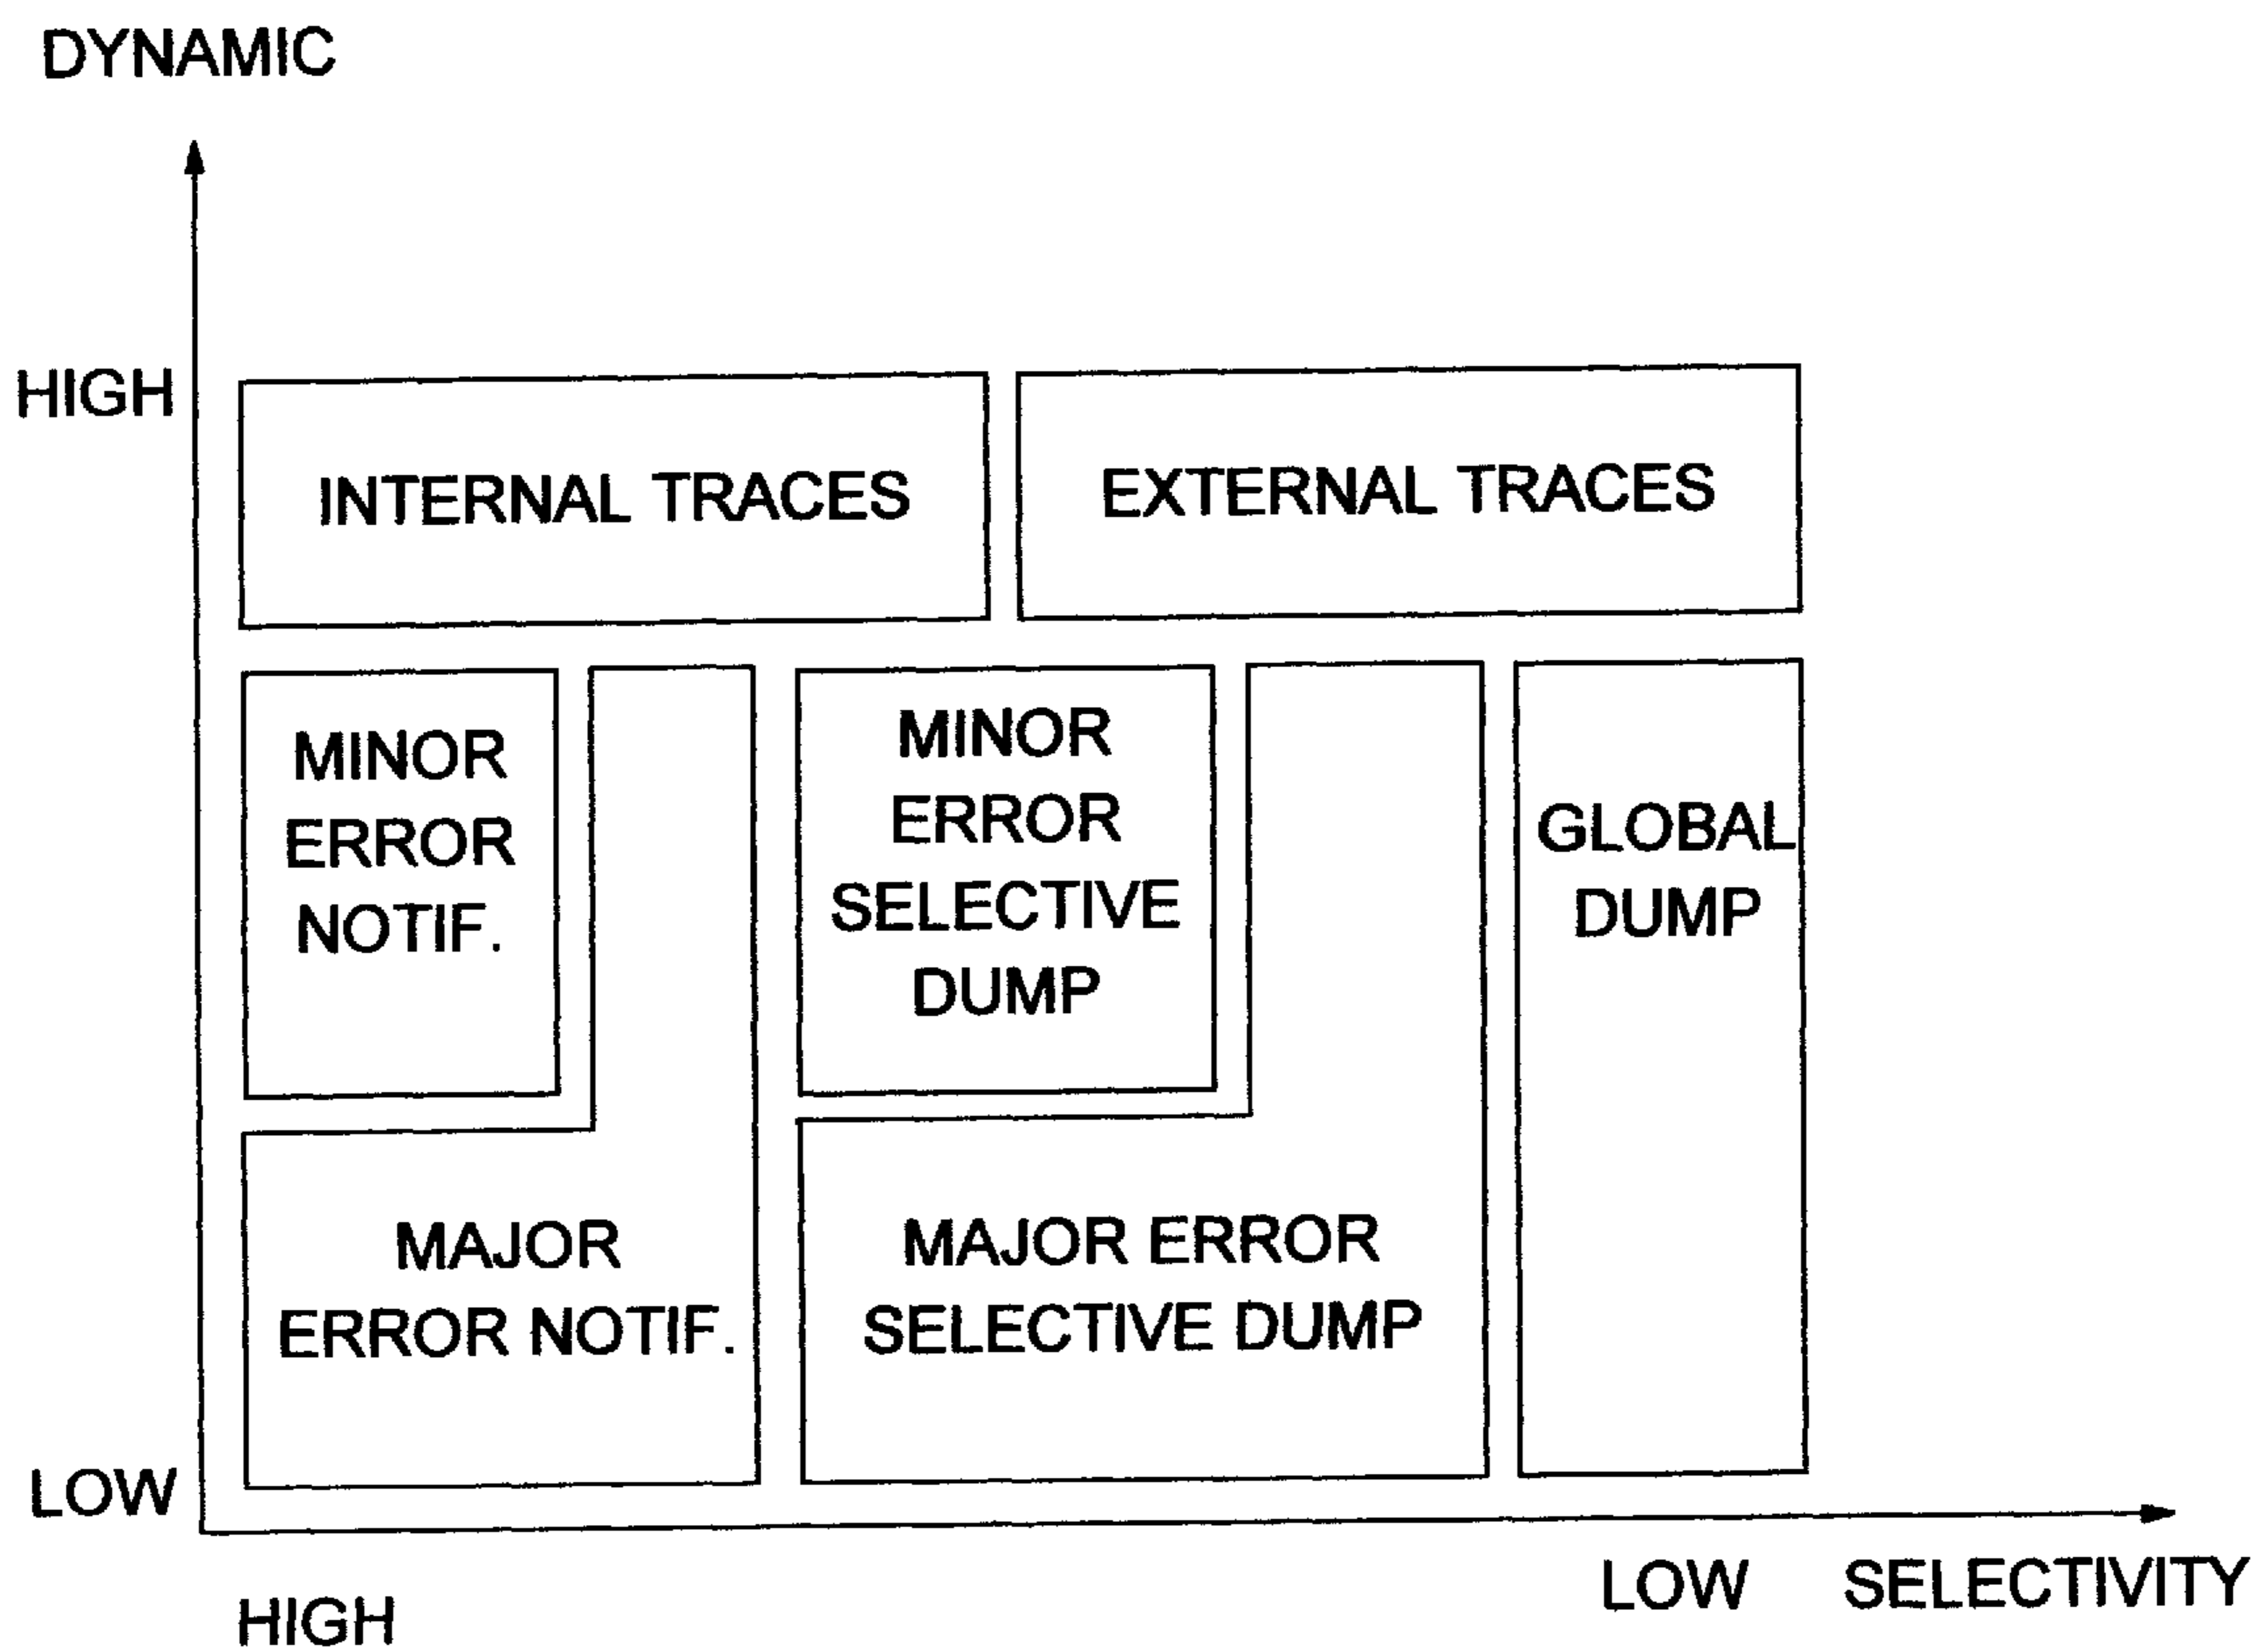 DYNAMIC
HIGH
INTERNAL TRACES
EXTERNAL TRACES
MINOR
ERROR
NOTIF.
MINOR
ERROR
SELECTIVE
DUMP
GLOBAL
DUMP
MAJOR
ERROR NOTIF.
MAJOR ERROR
SELECTIVE DUMP
LOW
HIGH
LOW
SELECTIVITY